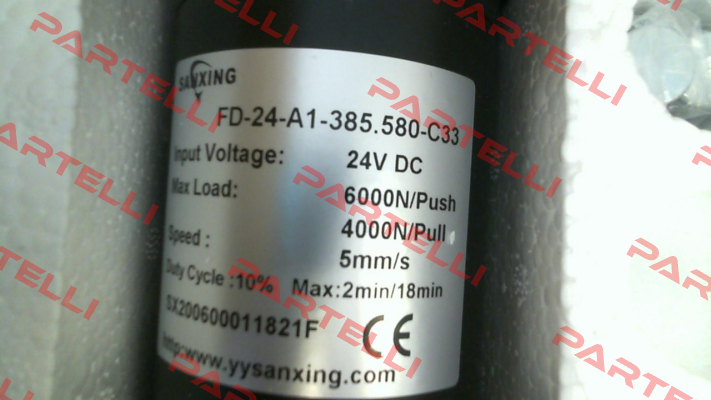 SANXING
FD-24-A1-385.580-C33
Input Voltage: 24V DC
Max Load: 6000N/Push
4000N/Pull
Speed : 5mm/s
Duty Cycle :10% Max:2min/18min
SX200600011821F CE
http:www.yysanxing.com
PARTELLI
PARTELLI
PARTELLI
PARTELLI
PARTELLI
PARTELLI
PARTELLI
PARTELLI
PARTELLI
PARTELLI